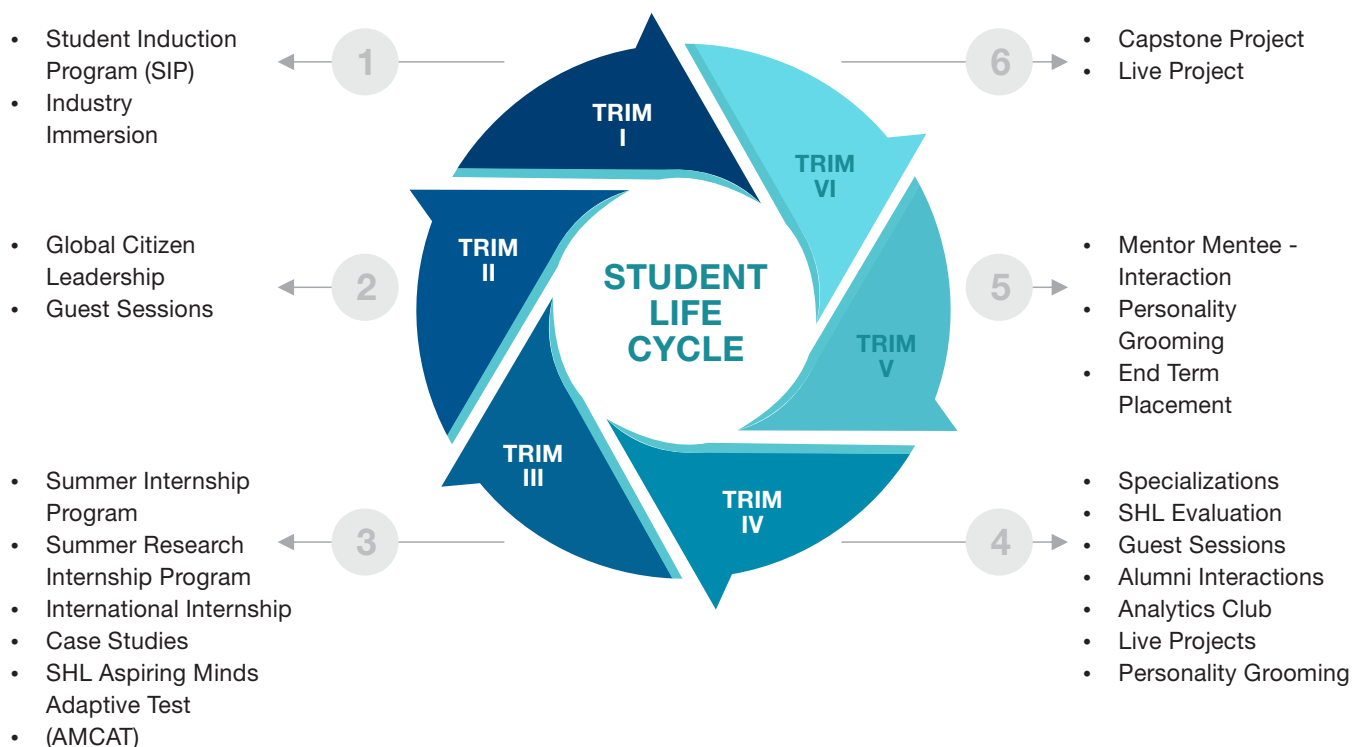 • Student Induction
Program (SIP)
• Industry
Immersion
1
• Global Citizen
Leadership
• Guest Sessions
2
• Summer Internship
Program
• Summer Research
Internship Program
• International Internship
• Case Studies
• SHL Aspiring Minds
Adaptive Test
• (AMCAT)
3
TRIM
I
TRIM
II
TRIM
III
STUDENT
LIFE
CYCLE
TRIM
VI
TRIM
V
TRIM
IV
6
• Capstone Project
• Live Project
5
• Mentor Mentee -
Interaction
• Personality
Grooming
• End Term
Placement
4
• Specializations
• SHL Evaluation
• Guest Sessions
• Alumni Interactions
• Analytics Club
• Live Projects
• Personality Grooming